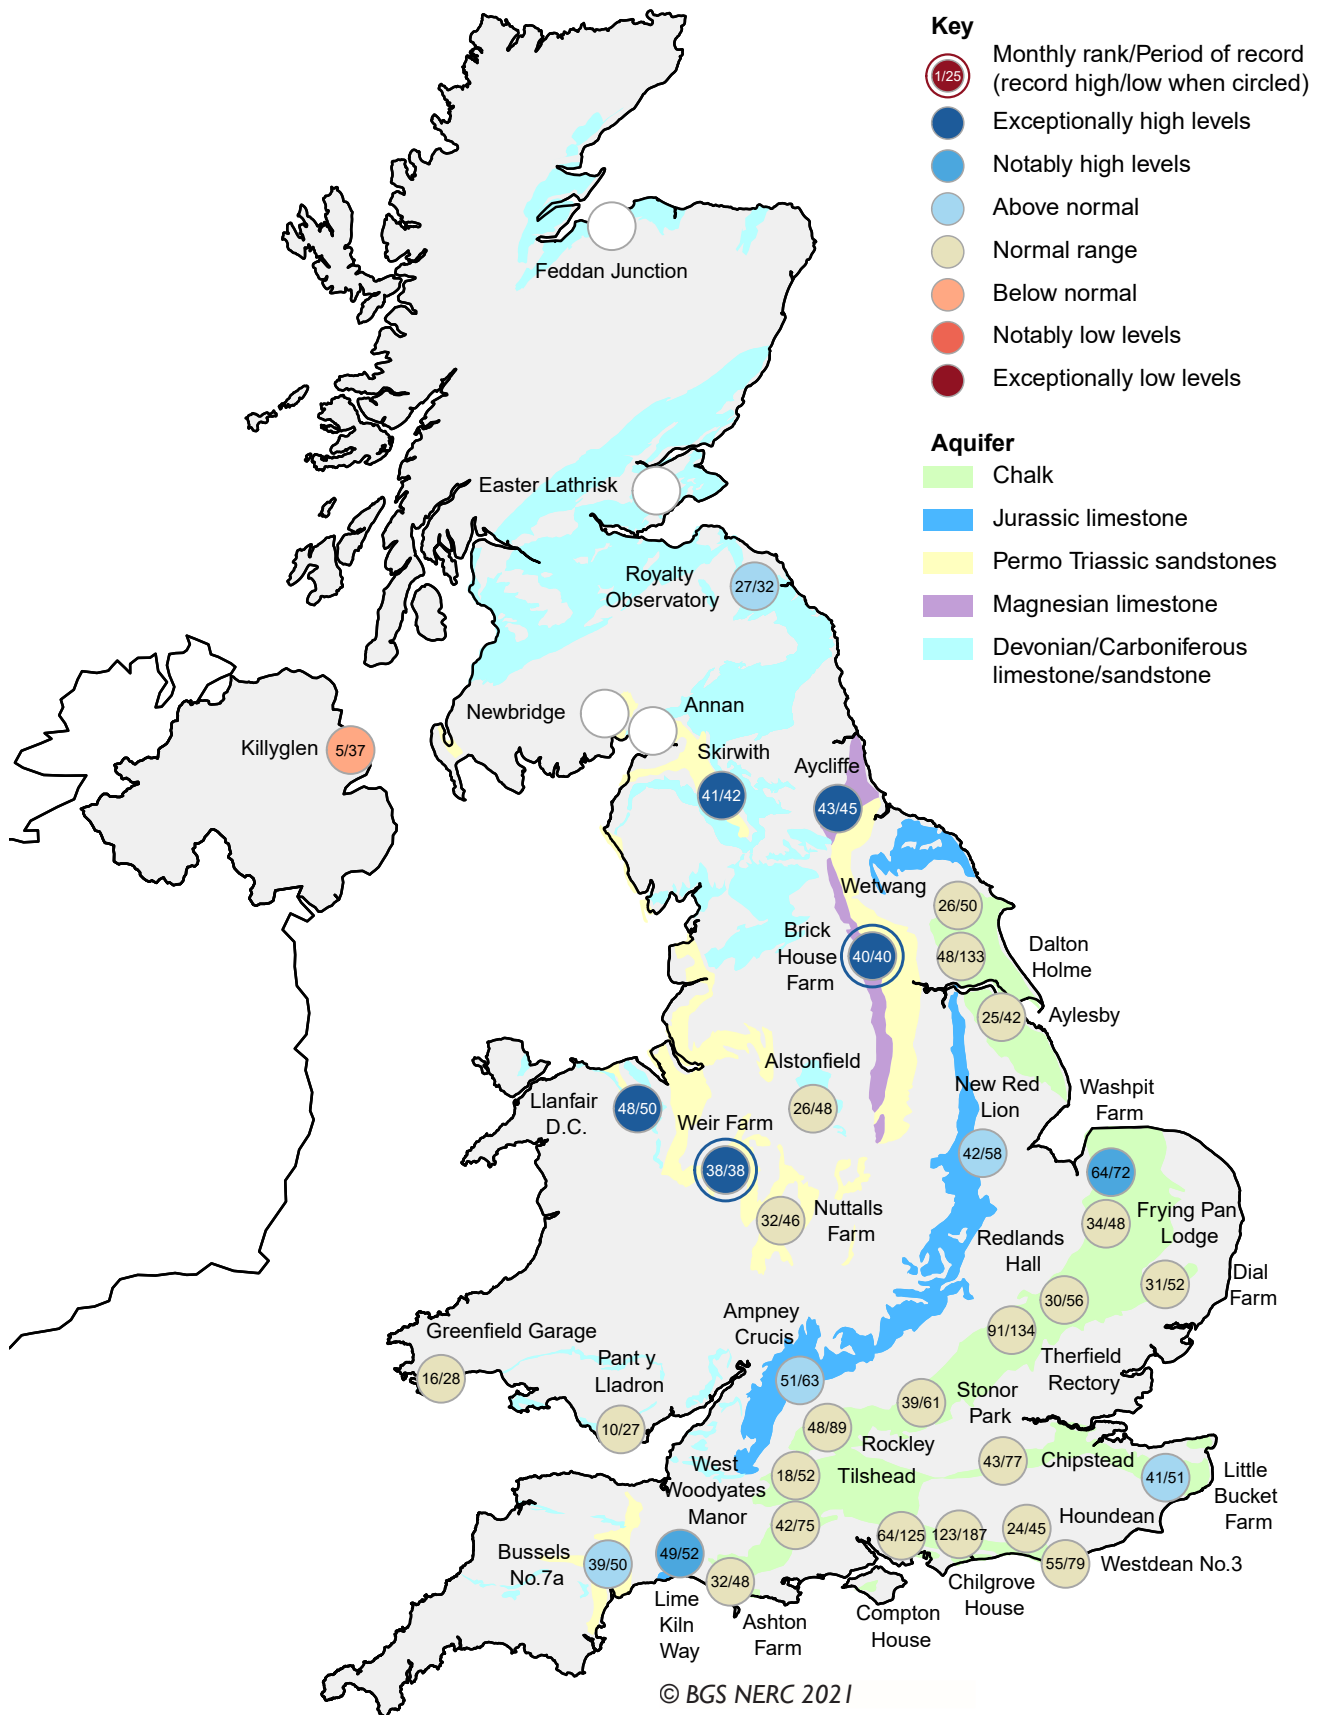 Key
1/25
Monthly rank/Period of record
(record high/low when circled)
Exceptionally high levels
Notably high levels
Above normal
Normal range
Below normal
Notably low levels
Exceptionally low levels
Aquifer
Chalk
Jurassic limestone
Permo Triassic sandstones
Magnesian limestone
Devonian/Carboniferous
limestone/sandstone
Feddan Junction
Easter Lathrisk
Royalty
Observatory
27/32
Newbridge
Annan
Killyglen
5/37
Skirwith
41/42
Aycliffe
43/45
Wetwang
26/50
Brick
House
Farm
40/40
48/133
Dalton
Holme
25/42
Aylesby
Alstonfield
26/48
New Red
Lion
42/58
Washpit
Farm
64/72
Llanfair
D.C.
48/50
Weir Farm
38/38
32/46
Nuttalls
Farm
34/48
Frying Pan
Lodge
Redlands
Hall
30/56
31/52
Dial
Farm
Ampney
Crucis
51/63
91/134
Therfield
Rectory
Greenfield Garage
16/28
Pant y
Lladron
10/27
39/61
Stonor
Park
48/89
Rockley
West
Woodyates
Manor
18/52
Tilshead
43/77
Chipstead
41/51
Little
Bucket
Farm
42/75
64/125
123/187
24/45
Houndean
55/79
Westdean No.3
Bussels
No.7a
39/50
49/52
Lime
Kiln
Way
32/48
Ashton
Farm
Compton
House
Chilgrove
House
© BGS NERC 2021